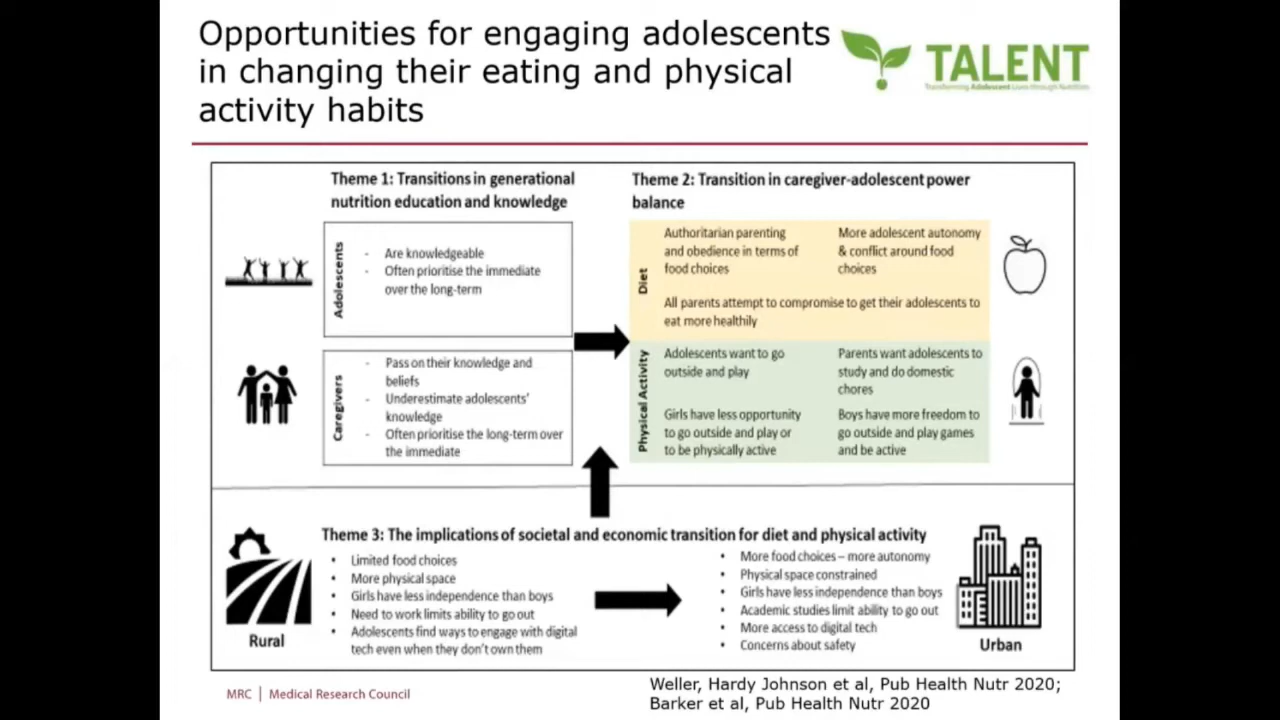 Opportunities for engaging adolescents
in changing their eating and physical
activity habits
TALENT
Transforming Adolescent Lives through Nutrition
Theme 1: Transitions in generational
nutrition education and knowledge
Adolescents
- Are knowledgeable
- Often prioritise the immediate
over the long-term
Caregivers
- Pass on their knowledge and
beliefs
- Underestimate adolescents'
knowledge
- Often prioritise the long-term over
the immediate
Theme 2: Transition in caregiver-adolescent power
balance
Diet
Authoritarian parenting
and obedience in terms of
food choices
More adolescent autonomy
& conflict around food
choices
All parents attempt to compromise to get their adolescents to
eat more healthily
Physical Activity
Adolescents want to go
outside and play
Parents want adolescents to
study and do domestic
chores
Girls have less opportunity
to go outside and play or
to be physically active
Boys have more freedom to
go outside and play games
and be active
Theme 3: The implications of societal and economic transition for diet and physical activity
Rural
• Limited food choices
• More physical space
• Girls have less independence than boys
• Need to work limits ability to go out
• Adolescents find ways to engage with digital
tech even when they don't own them
• More food choices – more autonomy
• Physical space constrained
• Girls have less independence than boys
• Academic studies limit ability to go out
• More access to digital tech
• Concerns about safety
Urban
MRC | Medical Research Council
Weller, Hardy Johnson et al, Pub Health Nutr 2020;
Barker et al, Pub Health Nutr 2020